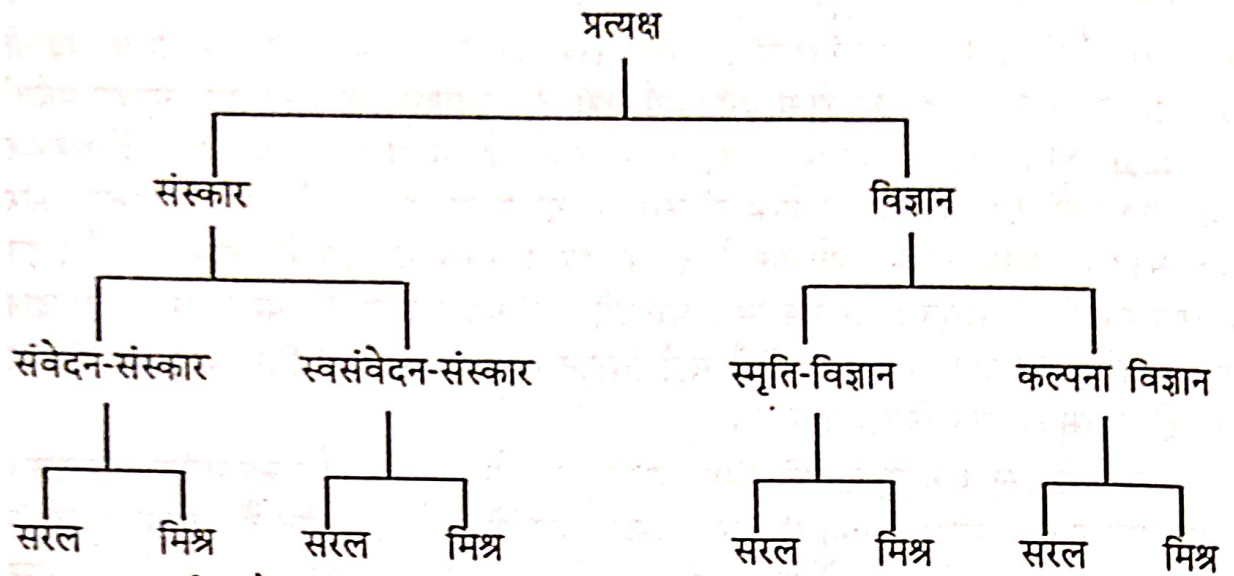 प्रत्यक्ष
संस्कार विज्ञान
संवेदन-संस्कार स्वसंवेदन-संस्कार स्मृति-विज्ञान कल्पना विज्ञान
सरल मिश्र सरल मिश्र सरल मिश्र सरल मिश्र